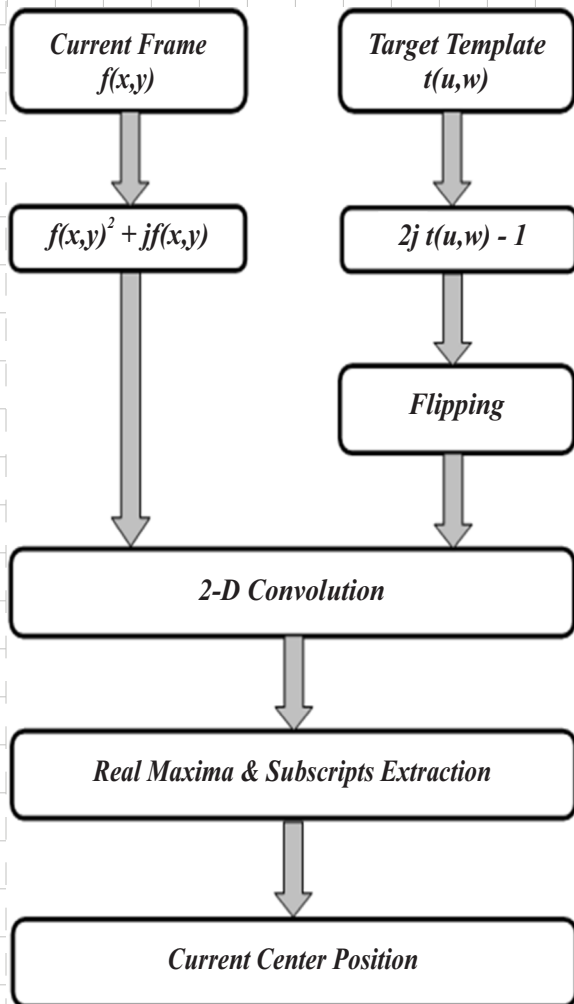 Current Frame
f(x,y)
Target Template
t(u,w)
f(x,y)² + jf(x,y)
2j t(u,w) - 1
Flipping
2-D Convolution
Real Maxima & Subscripts Extraction
Current Center Position